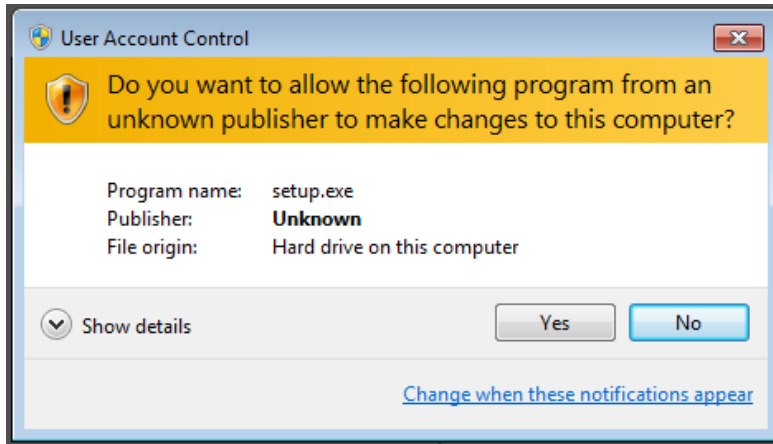 User Account Control
Do you want to allow the following program from an
unknown publisher to make changes to this computer?
Program name: setup.exe
Publisher: Unknown
File origin: Hard drive on this computer
Show details Yes No
Change when these notifications appear